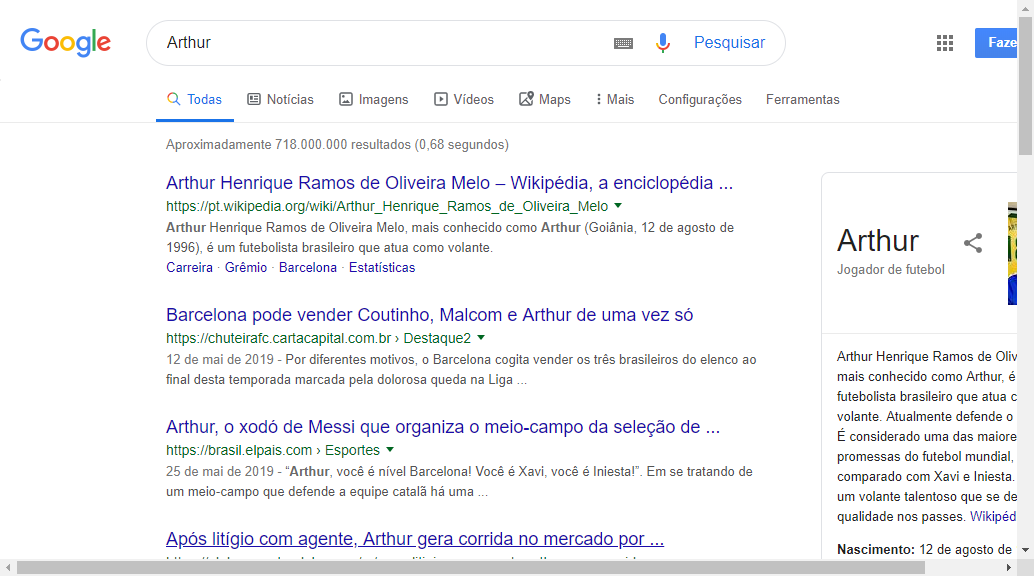 Google
Arthur
Pesquisar
Faze
Todas
Notícias
Imagens
Vídeos
Maps
Mais
Configurações
Ferramentas
Aproximadamente 718.000.000 resultados (0,68 segundos)
Arthur Henrique Ramos de Oliveira Melo – Wikipédia, a enciclopédia ...
https://pt.wikipedia.org/wiki/Arthur_Henrique_Ramos_de_Oliveira_Melo
Arthur Henrique Ramos de Oliveira Melo, mais conhecido como Arthur (Goiânia, 12 de agosto de
1996), é um futebolista brasileiro que atua como volante.
Carreira · Grêmio · Barcelona · Estatísticas
Barcelona pode vender Coutinho, Malcom e Arthur de uma vez só
https://chuteirafc.cartacapital.com.br › Destaque2
12 de mai de 2019 - Por diferentes motivos, o Barcelona cogita vender os três brasileiros do elenco ao
final desta temporada marcada pela dolorosa queda na Liga ...
Arthur, o xodó de Messi que organiza o meio-campo da seleção de ...
https://brasil.elpais.com › Esportes
25 de mai de 2019 - “Arthur, você é nível Barcelona! Você é Xavi, você é Iniesta!”. Em se tratando de
um meio-campo que defende a equipe catalã há uma ...
Após litígio com agente, Arthur gera corrida no mercado por ...
Arthur
Jogador de futebol
Arthur Henrique Ramos de Oliv
mais conhecido como Arthur, é
futebolista brasileiro que atua c
volante. Atualmente defende o
É considerado uma das maiore
promessas do futebol mundial,
comparado com Xavi e Iniesta.
um volante talentoso que se de
qualidade nos passes. Wikipéd
Nascimento: 12 de agosto de